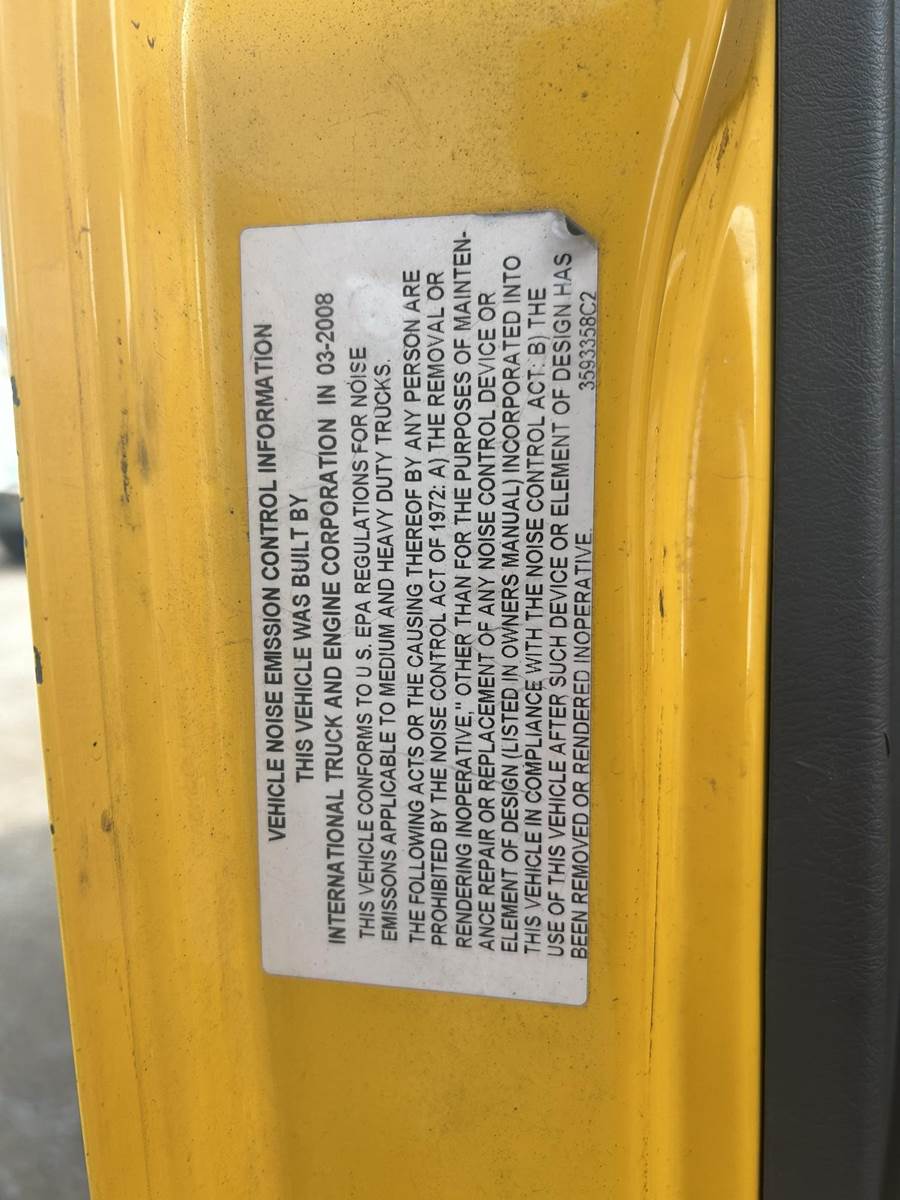 VEHICLE NOISE EMISSION CONTROL INFORMATION
THIS VEHICLE WAS BUILT BY
INTERNATIONAL TRUCK AND ENGINE CORPORATION IN 03-2008
THIS VEHICLE CONFORMS TO U.S. EPA REGULATIONS FOR NOISE
EMISSONS APPLICABLE TO MEDIUM AND HEAVY DUTY TRUCKS.
THE FOLLOWING ACTS OR THE CAUSING THEREOF BY ANY PERSON ARE
PROHIBITED BY THE NOISE CONTROL ACT OF 1972: A) THE REMOVAL OR
RENDERING INOPERATIVE," OTHER THAN FOR THE PURPOSES OF MAINTEN-
ANCE REPAIR OR REPLACEMENT OF ANY NOISE CONTROL DEVICE OR
ELEMENT OF DESIGN (LISTED IN OWNERS MANUAL) INCORPORATED INTO
THIS VEHICLE IN COMPLIANCE WITH THE NOISE CONTROL ACT: B) THE
USE OF THIS VEHICLE AFTER SUCH DEVICE OR ELEMENT OF DESIGN HAS
BEEN REMOVED OR RENDERED INOPERATIVE.
3593358C2